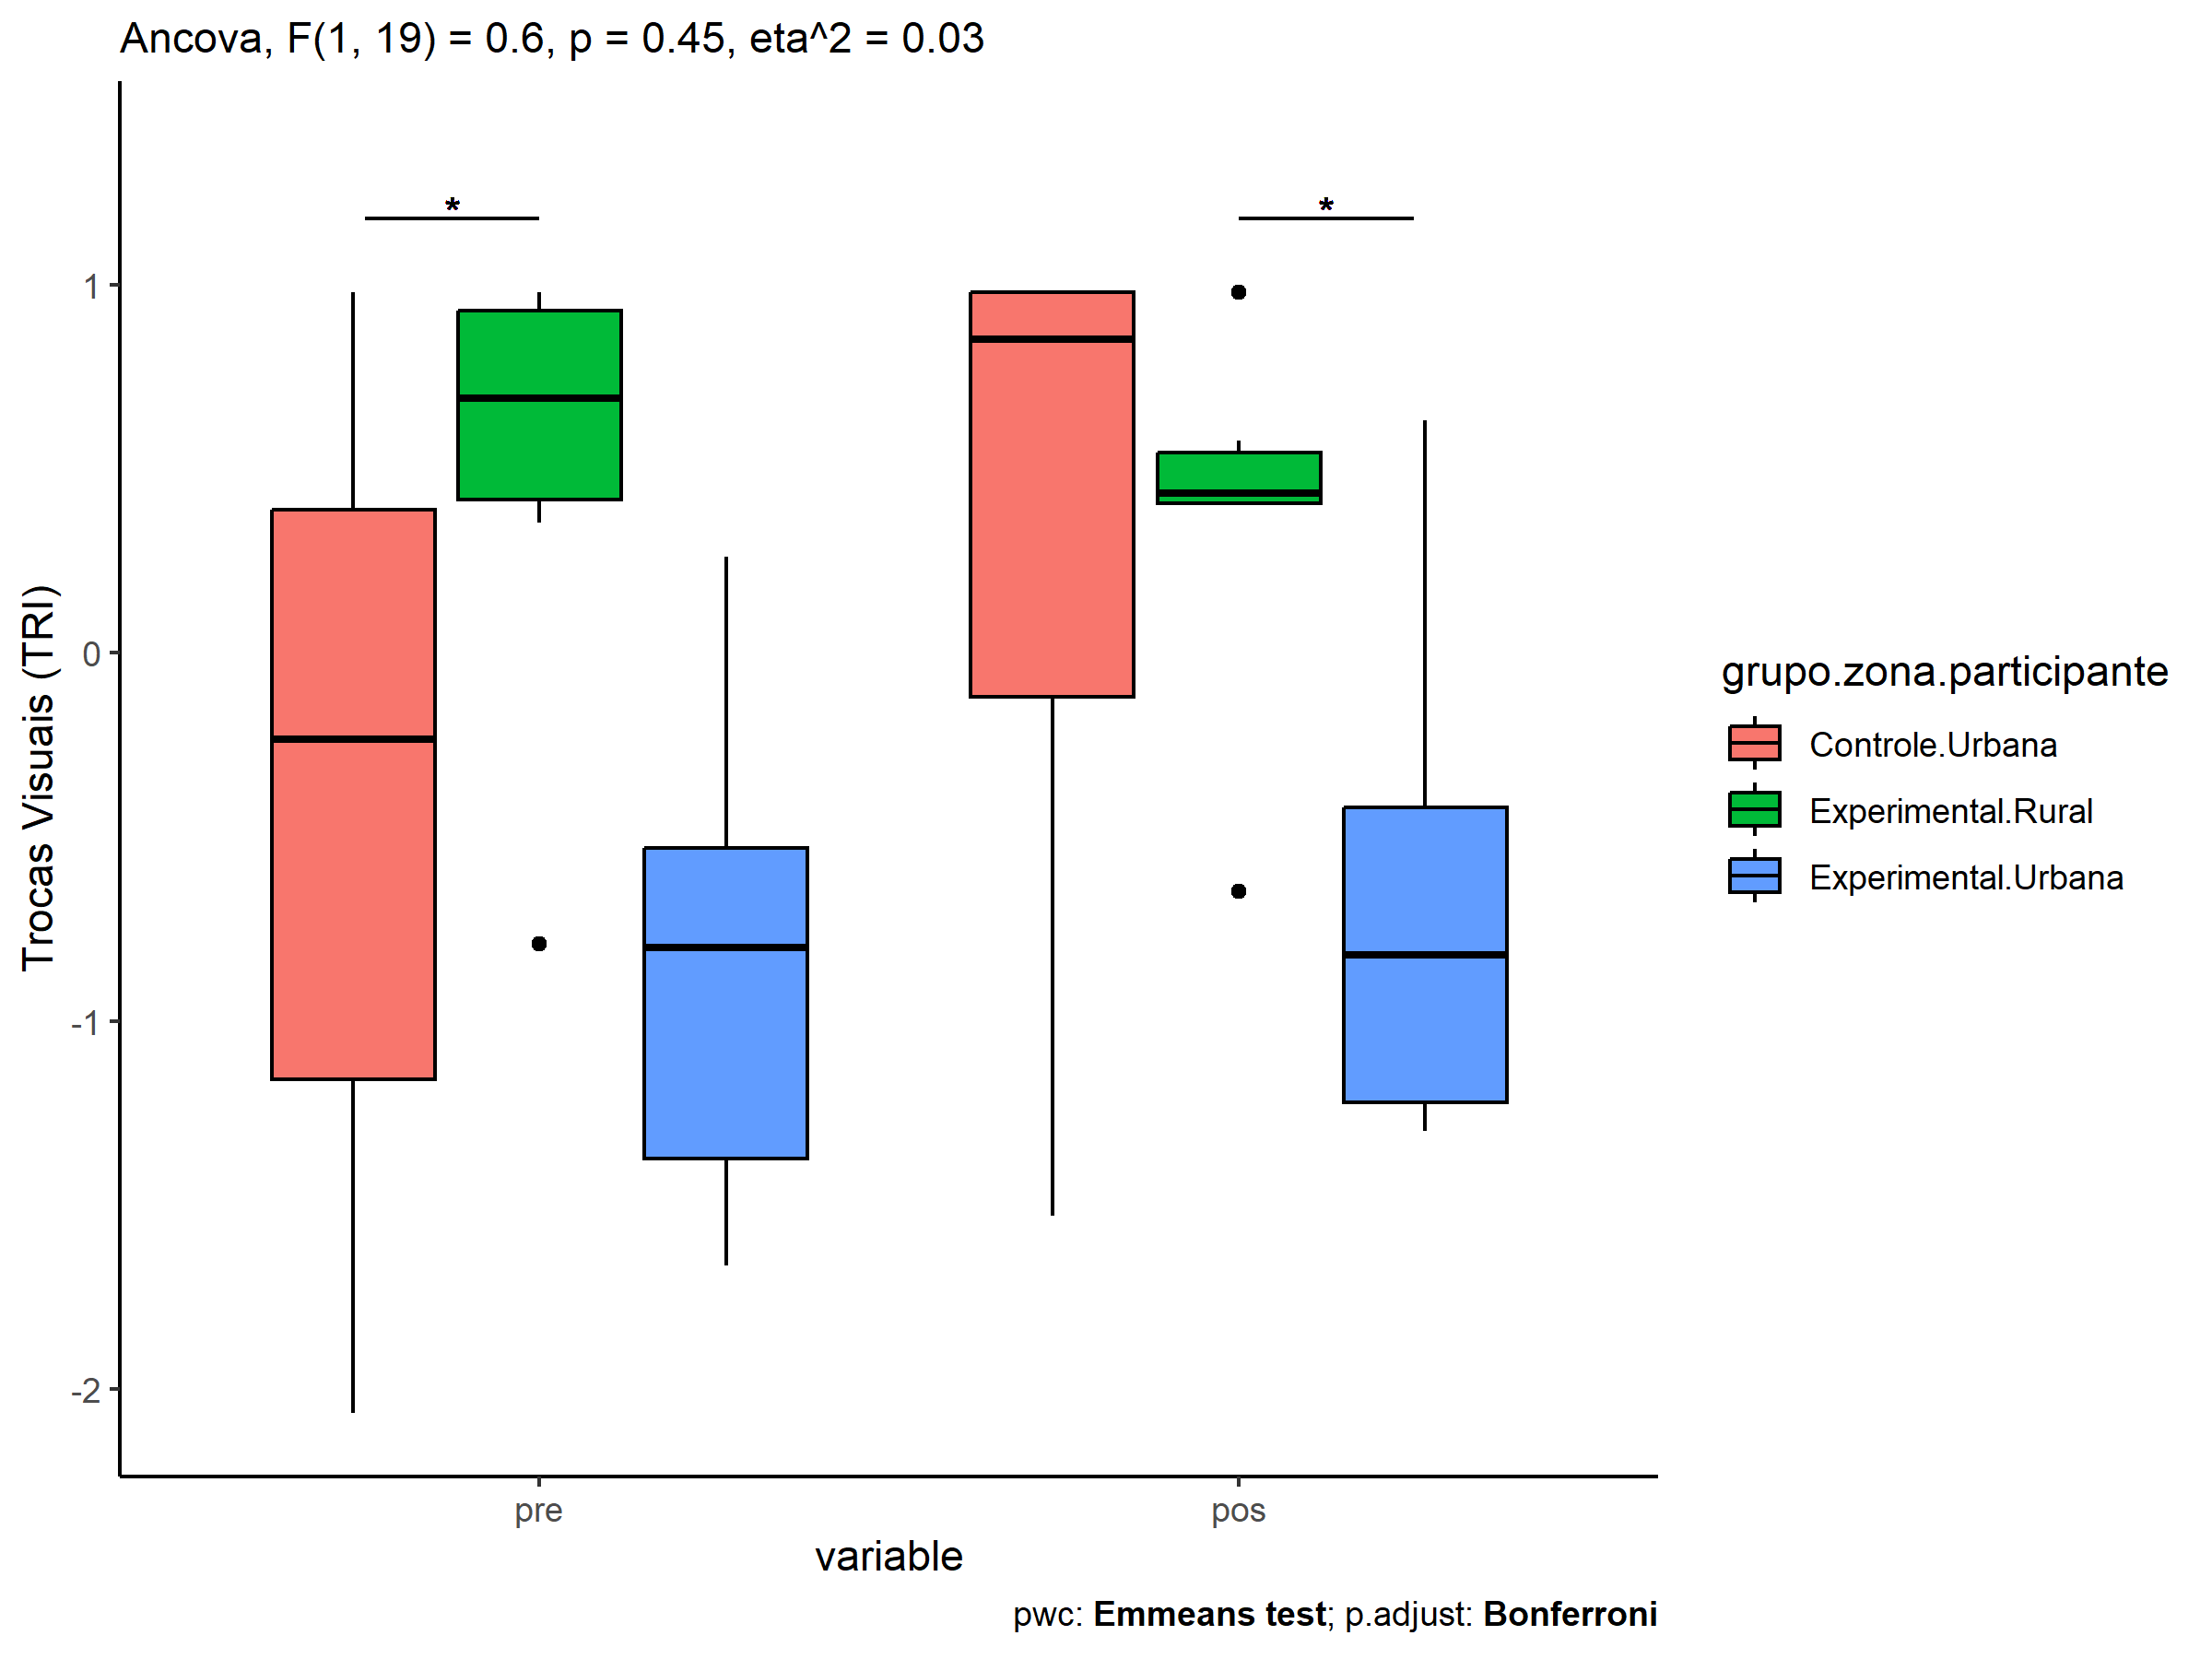 Ancova, F(1, 19) = 0.6, p = 0.45, eta^2 = 0.03
*
*
1
0
-1
-2
Trocas Visuais (TRI)
pre
pos
variable
pwc: Emmeans test; p.adjust: Bonferroni
grupo.zona.participante
Controle.Urbana
Experimental.Rural
Experimental.Urbana